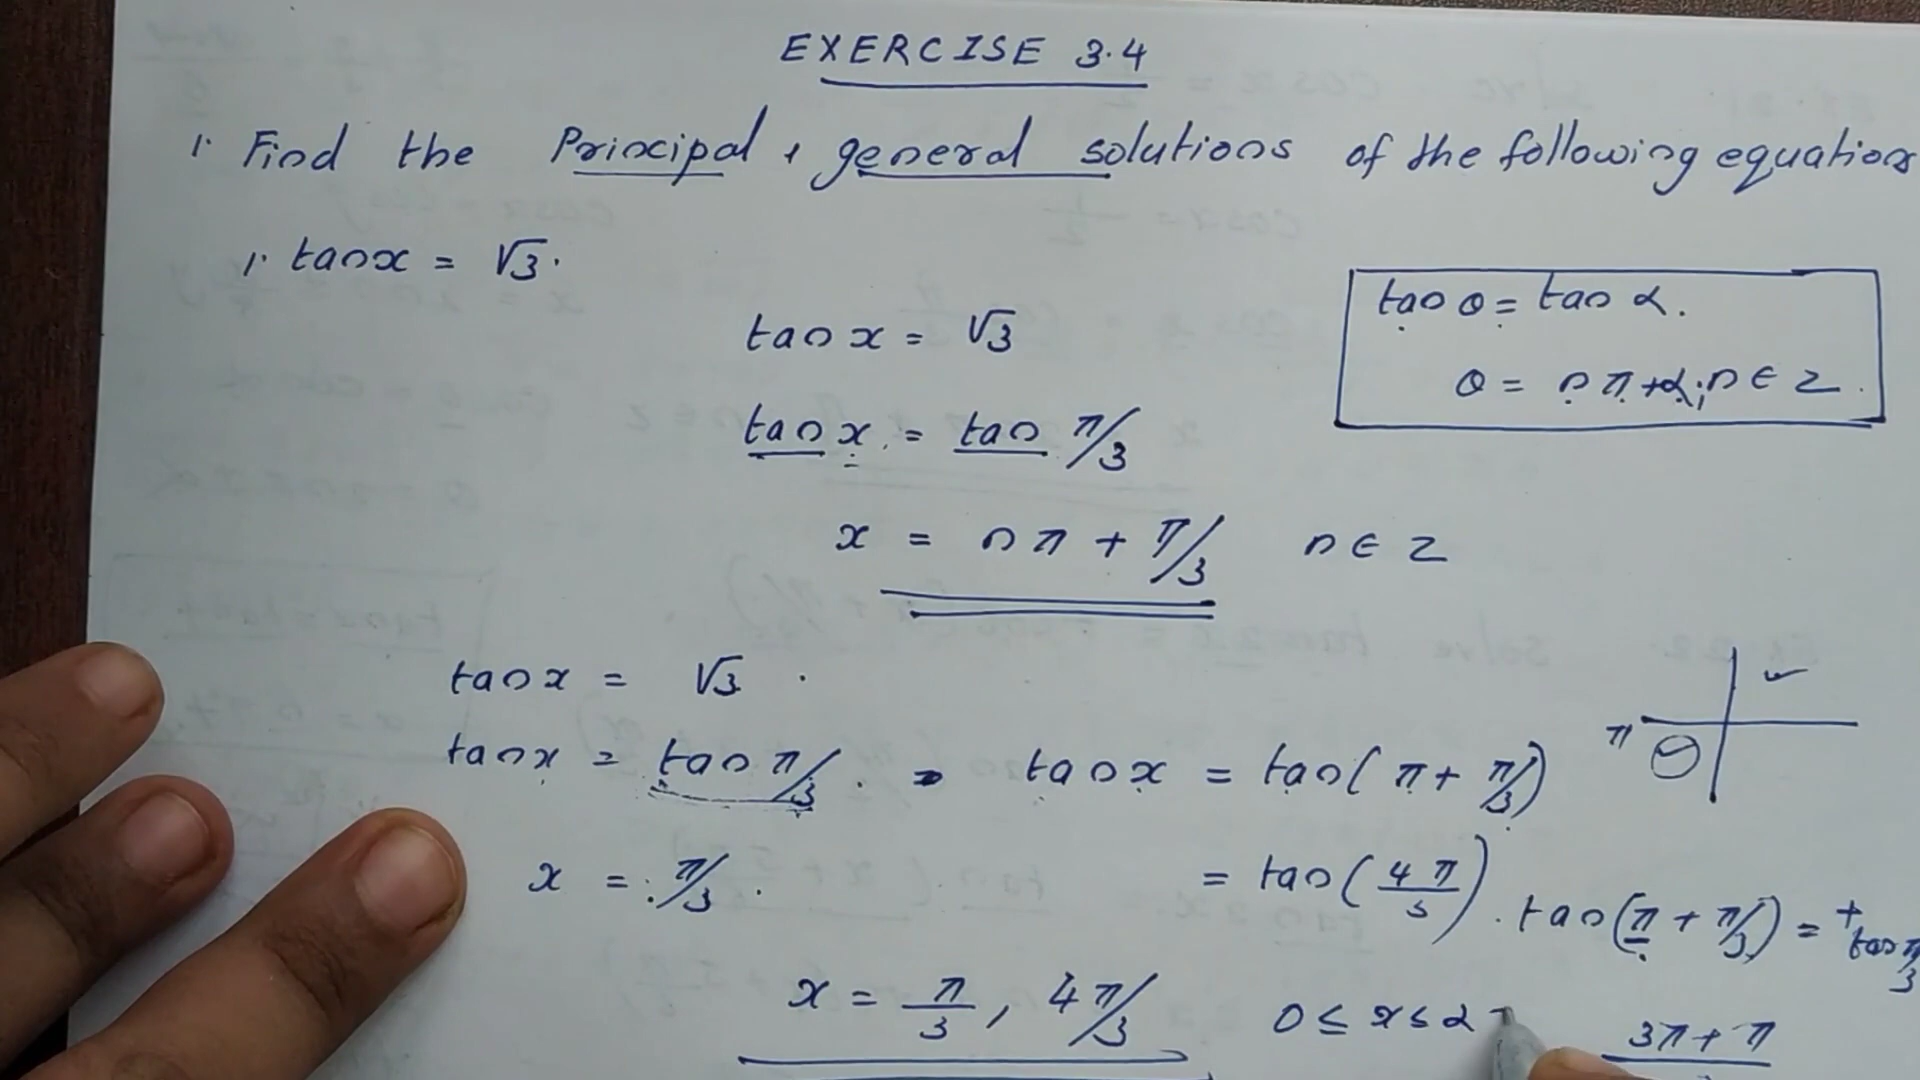 EXERCISE 3.4
1. Find the Principal & general solutions of the following equations
1. tan x = √3.
tan x = √3
tan θ = tan α.
θ = nπ+α; n ∈ Z.
tan x = tan π/3
x = nπ + π/3 n ∈ Z
tan x = √3.
tan x = tan π/3. tan x = tan(π + π/3)
π
x = π/3. = tan(4π/3). tan(π + π/3) = + tan π/3
x = π/3, 4π/3 0 ≤ x ≤ 2
3π + π